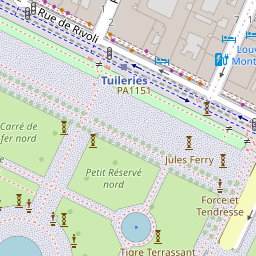 Rue de Rivoli
Louv
Mont
Tuileries
PA1151
Carré de
fer nord
Jules Ferry
Petit Réservé
nord
Force et
Tendresse
Tigre Terrassant